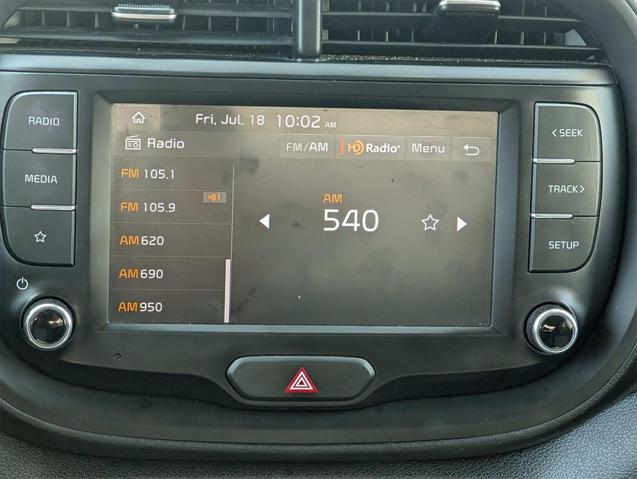 Fri, Jul. 18 10:02 AM
Radio FM/AM HD Radio Menu
RADIO
MEDIA
FM 105.1
FM 105.9 HD1
AM 620
AM 690
AM 950
AM
540
< SEEK
TRACK >
SETUP